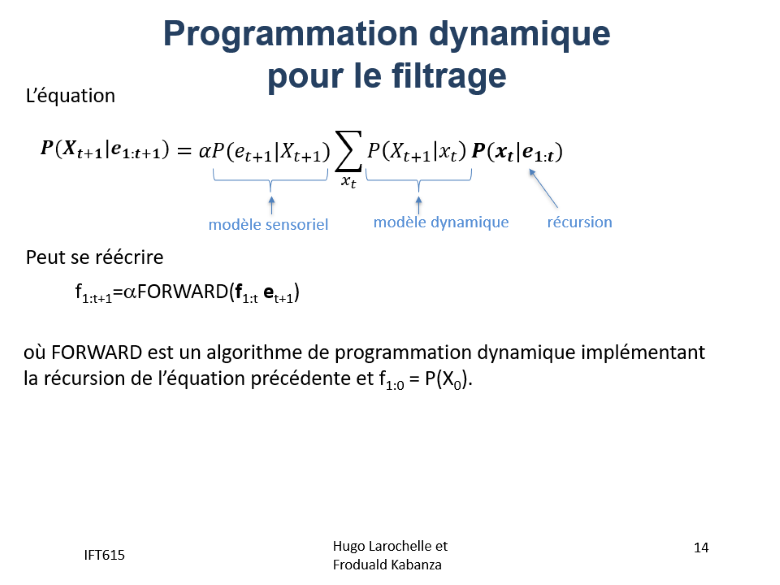 Programmation dynamique
pour le filtrage
L’équation
P(Xₜ₊₁|e₁:ₜ₊₁) = αP(eₜ₊₁|Xₜ₊₁) ∑ₓₜ P(Xₜ₊₁|xₜ) P(xₜ|e₁:ₜ)
modèle sensoriel modèle dynamique récursion
Peut se réécrire
f₁:ₜ₊₁=αFORWARD(f₁:ₜ eₜ₊₁)
où FORWARD est un algorithme de programmation dynamique implémentant
la récursion de l’équation précédente et f₁:₀ = P(X₀).
IFT615
Hugo Larochelle et
Froduald Kabanza
14